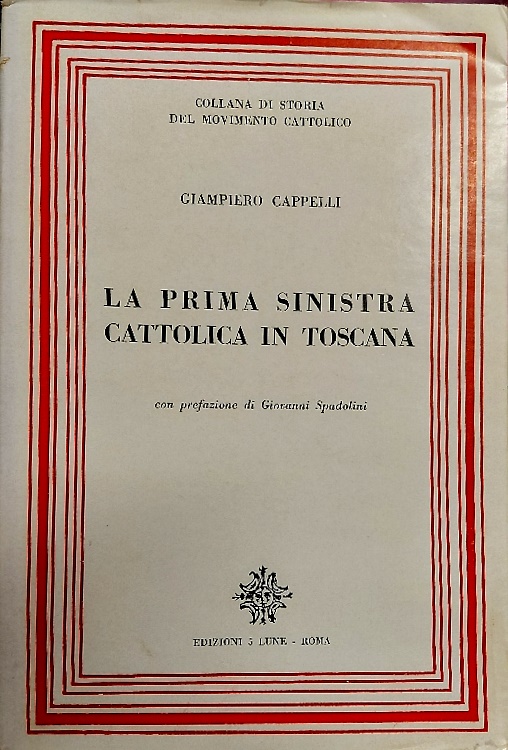 COLLANA DI STORIA
DEL MOVIMENTO CATTOLICO
GIAMPIERO CAPPELLI
LA PRIMA SINISTRA
CATTOLICA IN TOSCANA
con prefazione di Giovanni Spadolini
EDIZIONI 5 LUNE - ROMA